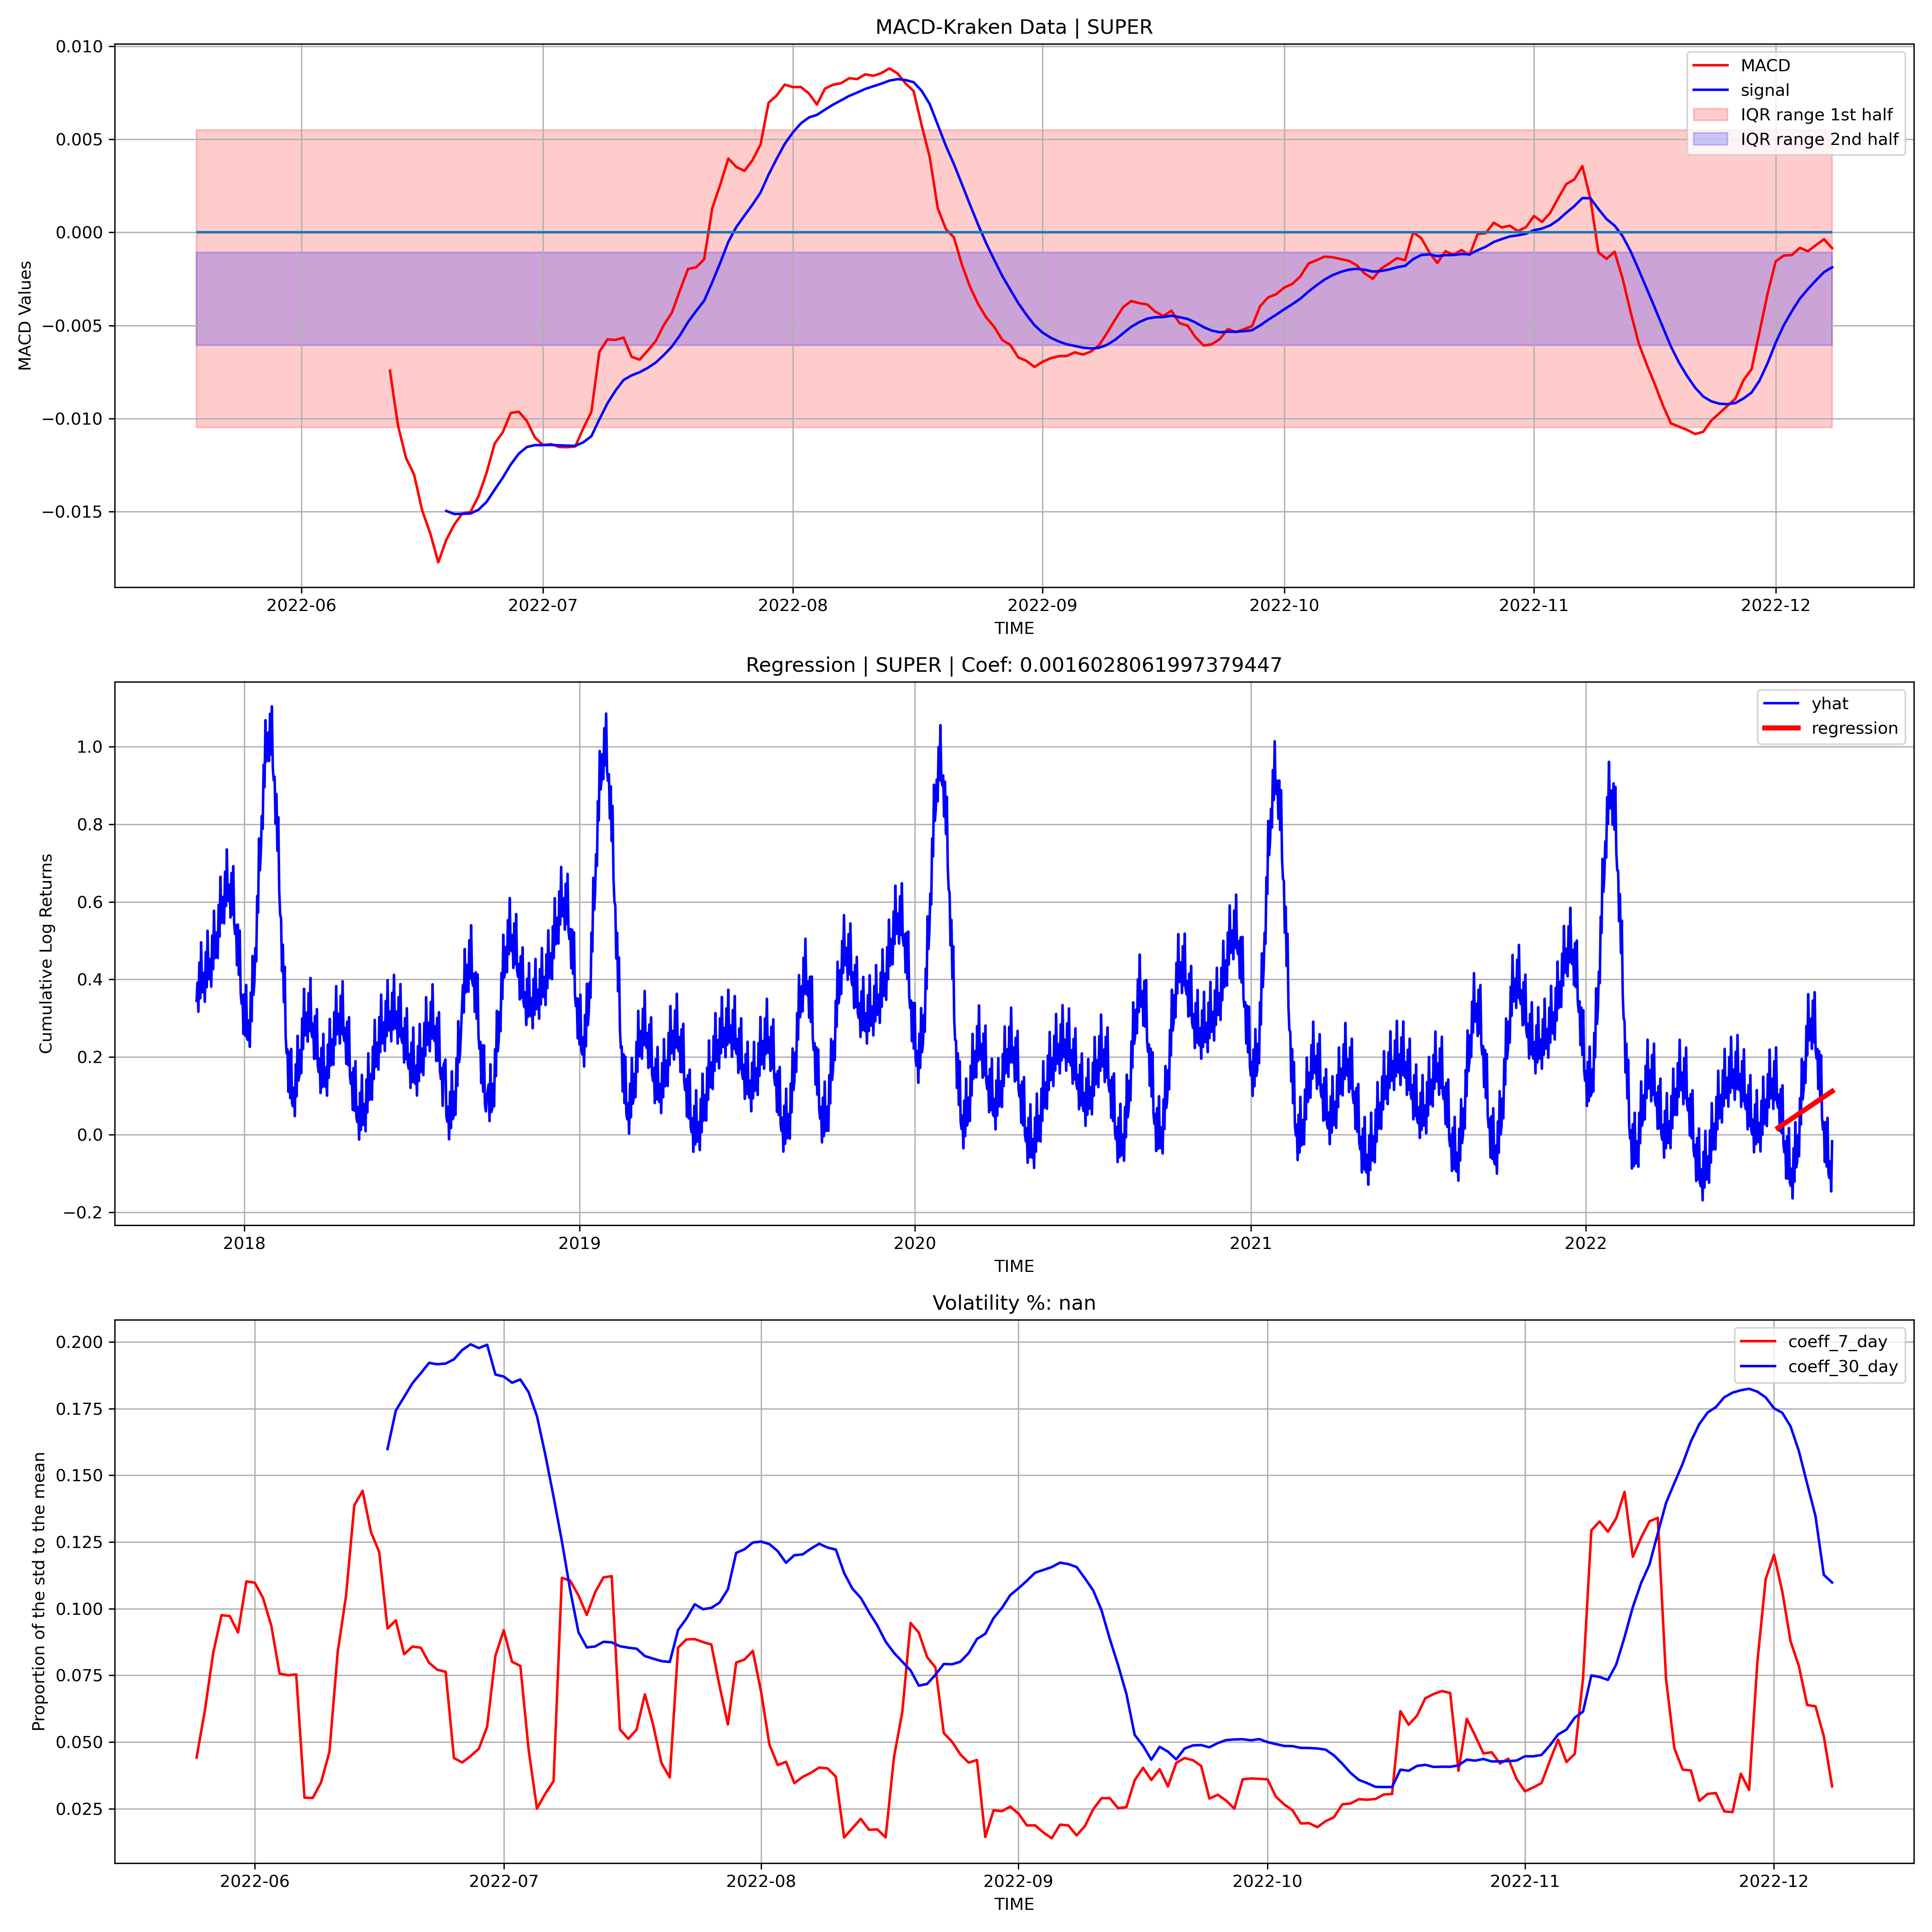 MACD-Kraken Data | SUPER
MACD Values
0.010
0.005
0.000
−0.005
−0.010
−0.015
MACD
signal
IQR range 1st half
IQR range 2nd half
2022-06 2022-07 2022-08 2022-09 2022-10 2022-11 2022-12
TIME
Regression | SUPER | Coef: 0.0016028061997379447
Cumulative Log Returns
1.0
0.8
0.6
0.4
0.2
0.0
−0.2
yhat
regression
2018 2019 2020 2021 2022
TIME
Volatility %: nan
Proportion of the std to the mean
0.200
0.175
0.150
0.125
0.100
0.075
0.050
0.025
coeff_7_day
coeff_30_day
2022-06 2022-07 2022-08 2022-09 2022-10 2022-11 2022-12
TIME